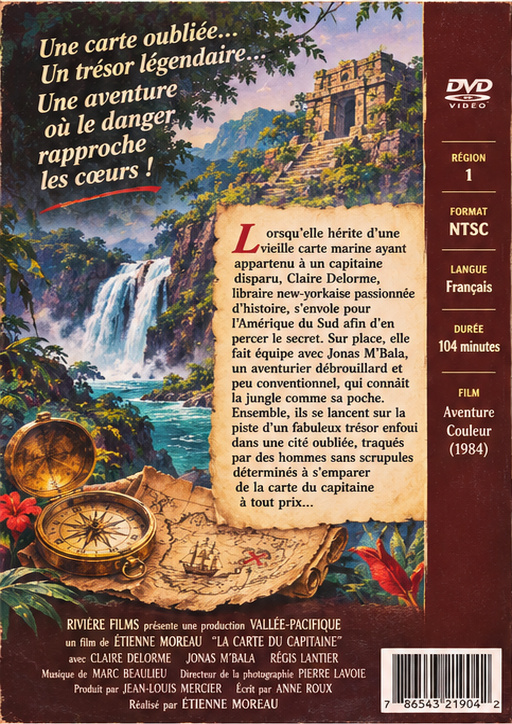 Une carte oubliée...
Un trésor légendaire...
Une aventure
où le danger
rapproche
les cœurs !
Lorsqu'elle hérite d'une
vieille carte marine ayant
appartenu à un capitaine
disparu, Claire Delorme,
libraire new-yorkaise passionnée
d'histoire, s'envole pour
l'Amérique du Sud afin d'en
percer le secret. Sur place, elle
fait équipe avec Jonas M'Bala,
un aventurier débrouillard et
peu conventionnel, qui connaît
la jungle comme sa poche.
Ensemble, ils se lancent sur la
piste d'un fabuleux trésor enfoui
dans une cité oubliée, traqués
par des hommes sans scrupules
déterminés à s'emparer
de la carte du capitaine
à tout prix...
DVD
VIDEO
RÉGION
1
FORMAT
NTSC
LANGUE
Français
DURÉE
104 minutes
FILM
Aventure
Couleur
(1984)
RIVIÈRE FILMS présente une production VALLÉE-PACIFIQUE
un film de ÉTIENNE MOREAU "LA CARTE DU CAPITAINE"
avec CLAIRE DELORME JONAS M'BALA RÉGIS LANTIER
Musique de MARC BEAULIEU Directeur de la photographie PIERRE LAVOIE
Produit par JEAN-LOUIS MERCIER Écrit par ANNE ROUX
Réalisé par ÉTIENNE MOREAU
7 86543 21904 2